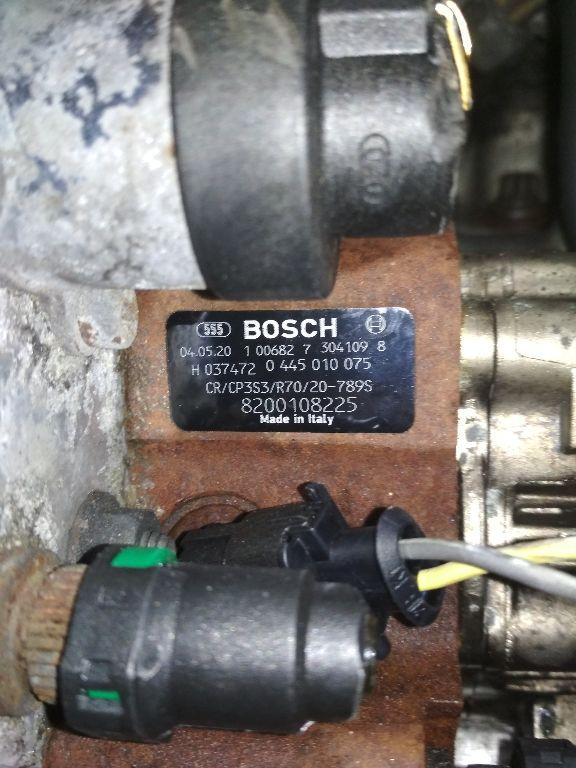 555 BOSCH
04.05.20 1 00682 7 304109 8
H 037472 0 445 010 075
CR/CP3S3/R70/20-789S
8200108225
Made in Italy